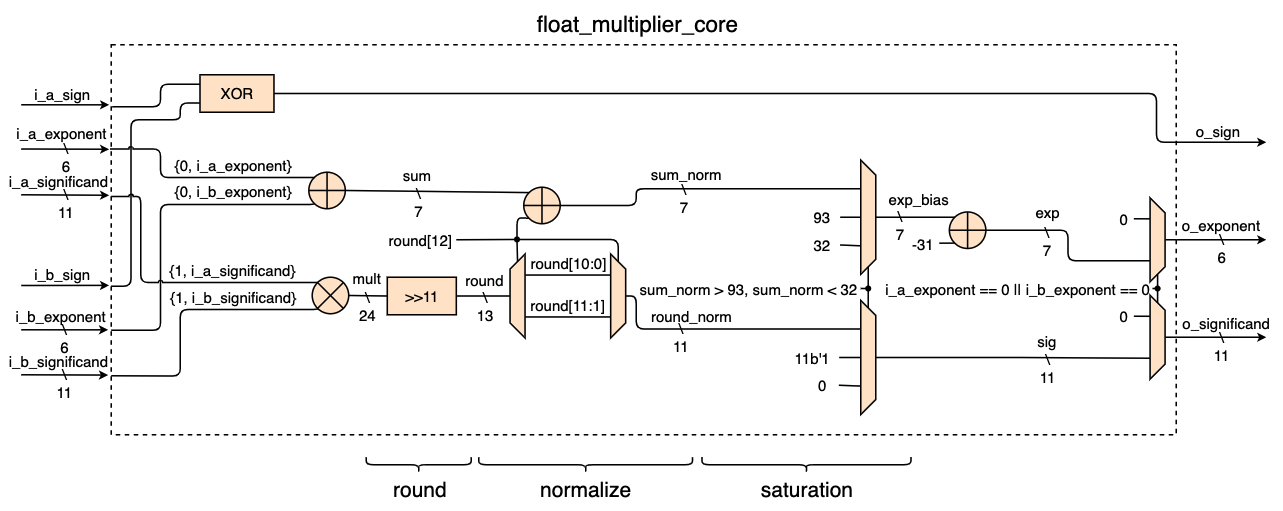 float_multiplier_core
i_a_sign
XOR
i_a_exponent
6
i_a_significand
11
{0, i_a_exponent}
{0, i_b_exponent}
sum
7
sum_norm
7
93
32
exp_bias
7
-31
exp
7
0
o_sign
o_exponent
6
round[12]
round[10:0]
round[11:1]
i_b_sign
{1, i_a_significand}
{1, i_b_significand}
mult
24
>>11
round
13
sum_norm > 93, sum_norm < 32
i_a_exponent == 0 || i_b_exponent == 0
i_b_exponent
6
i_b_significand
11
round_norm
11
11b'1
0
sig
11
0
o_significand
11
round
normalize
saturation